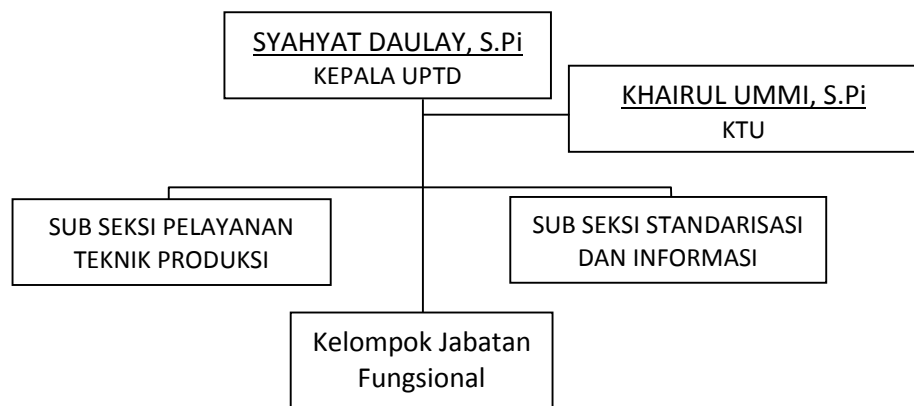 SYAHYAT DAULAY, S.Pi
KEPALA UPTD
KHAIRUL UMMI, S.Pi
KTU
SUB SEKSI PELAYANAN
TEKNIK PRODUKSI
SUB SEKSI STANDARISASI
DAN INFORMASI
Kelompok Jabatan
Fungsional